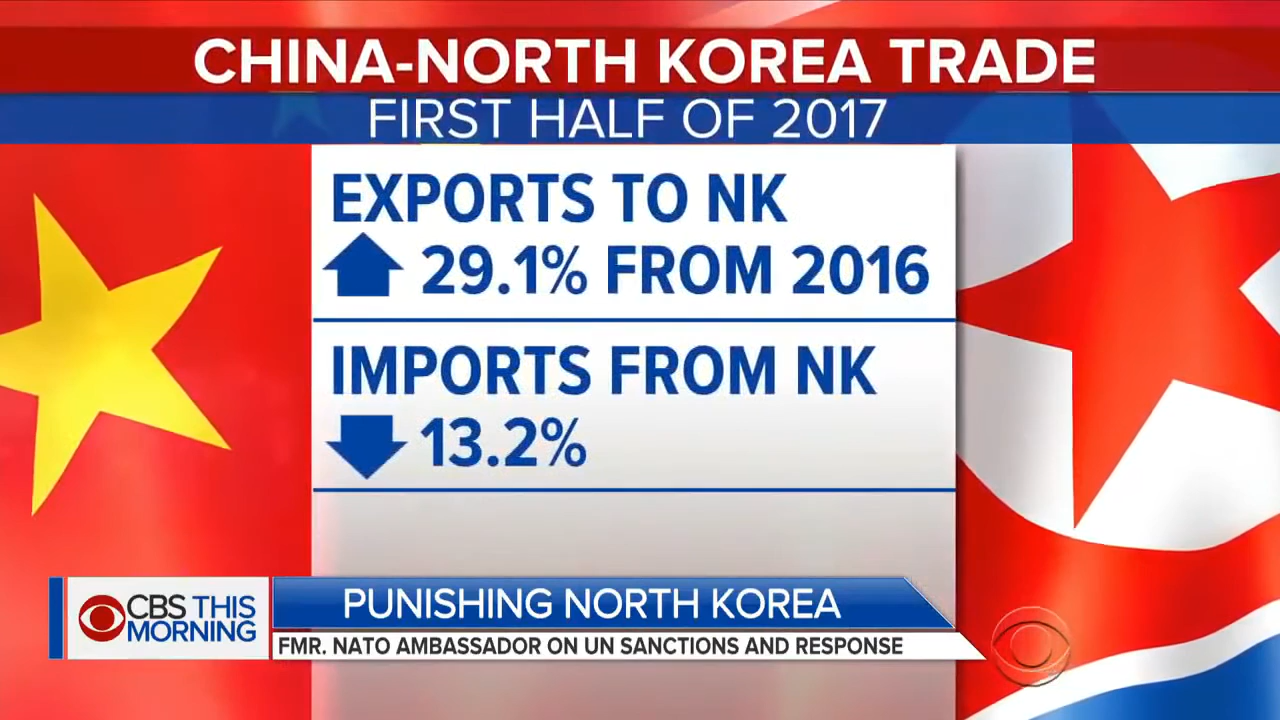 CHINA-NORTH KOREA TRADE
FIRST HALF OF 2017
EXPORTS TO NK
29.1% FROM 2016
IMPORTS FROM NK
13.2%
CBS THIS
MORNING
PUNISHING NORTH KOREA
FMR. NATO AMBASSADOR ON UN SANCTIONS AND RESPONSE